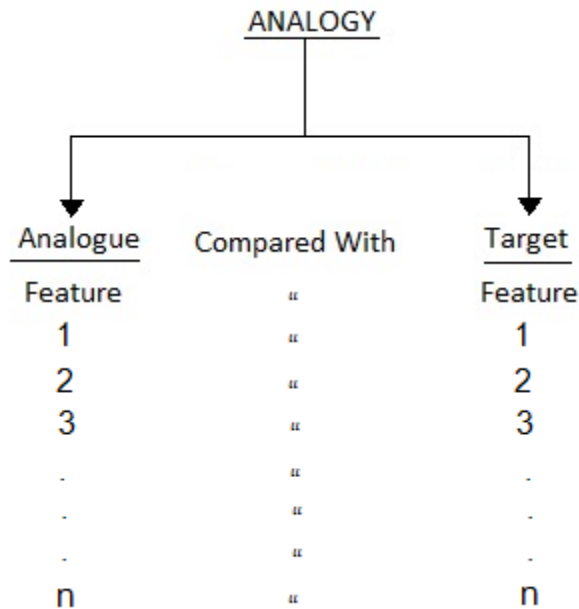 ANALOGY
Analogue Compared With Target
Feature “ Feature
1 “ 1
2 “ 2
3 “ 3
. “ .
. “ .
. “ .
n “ n